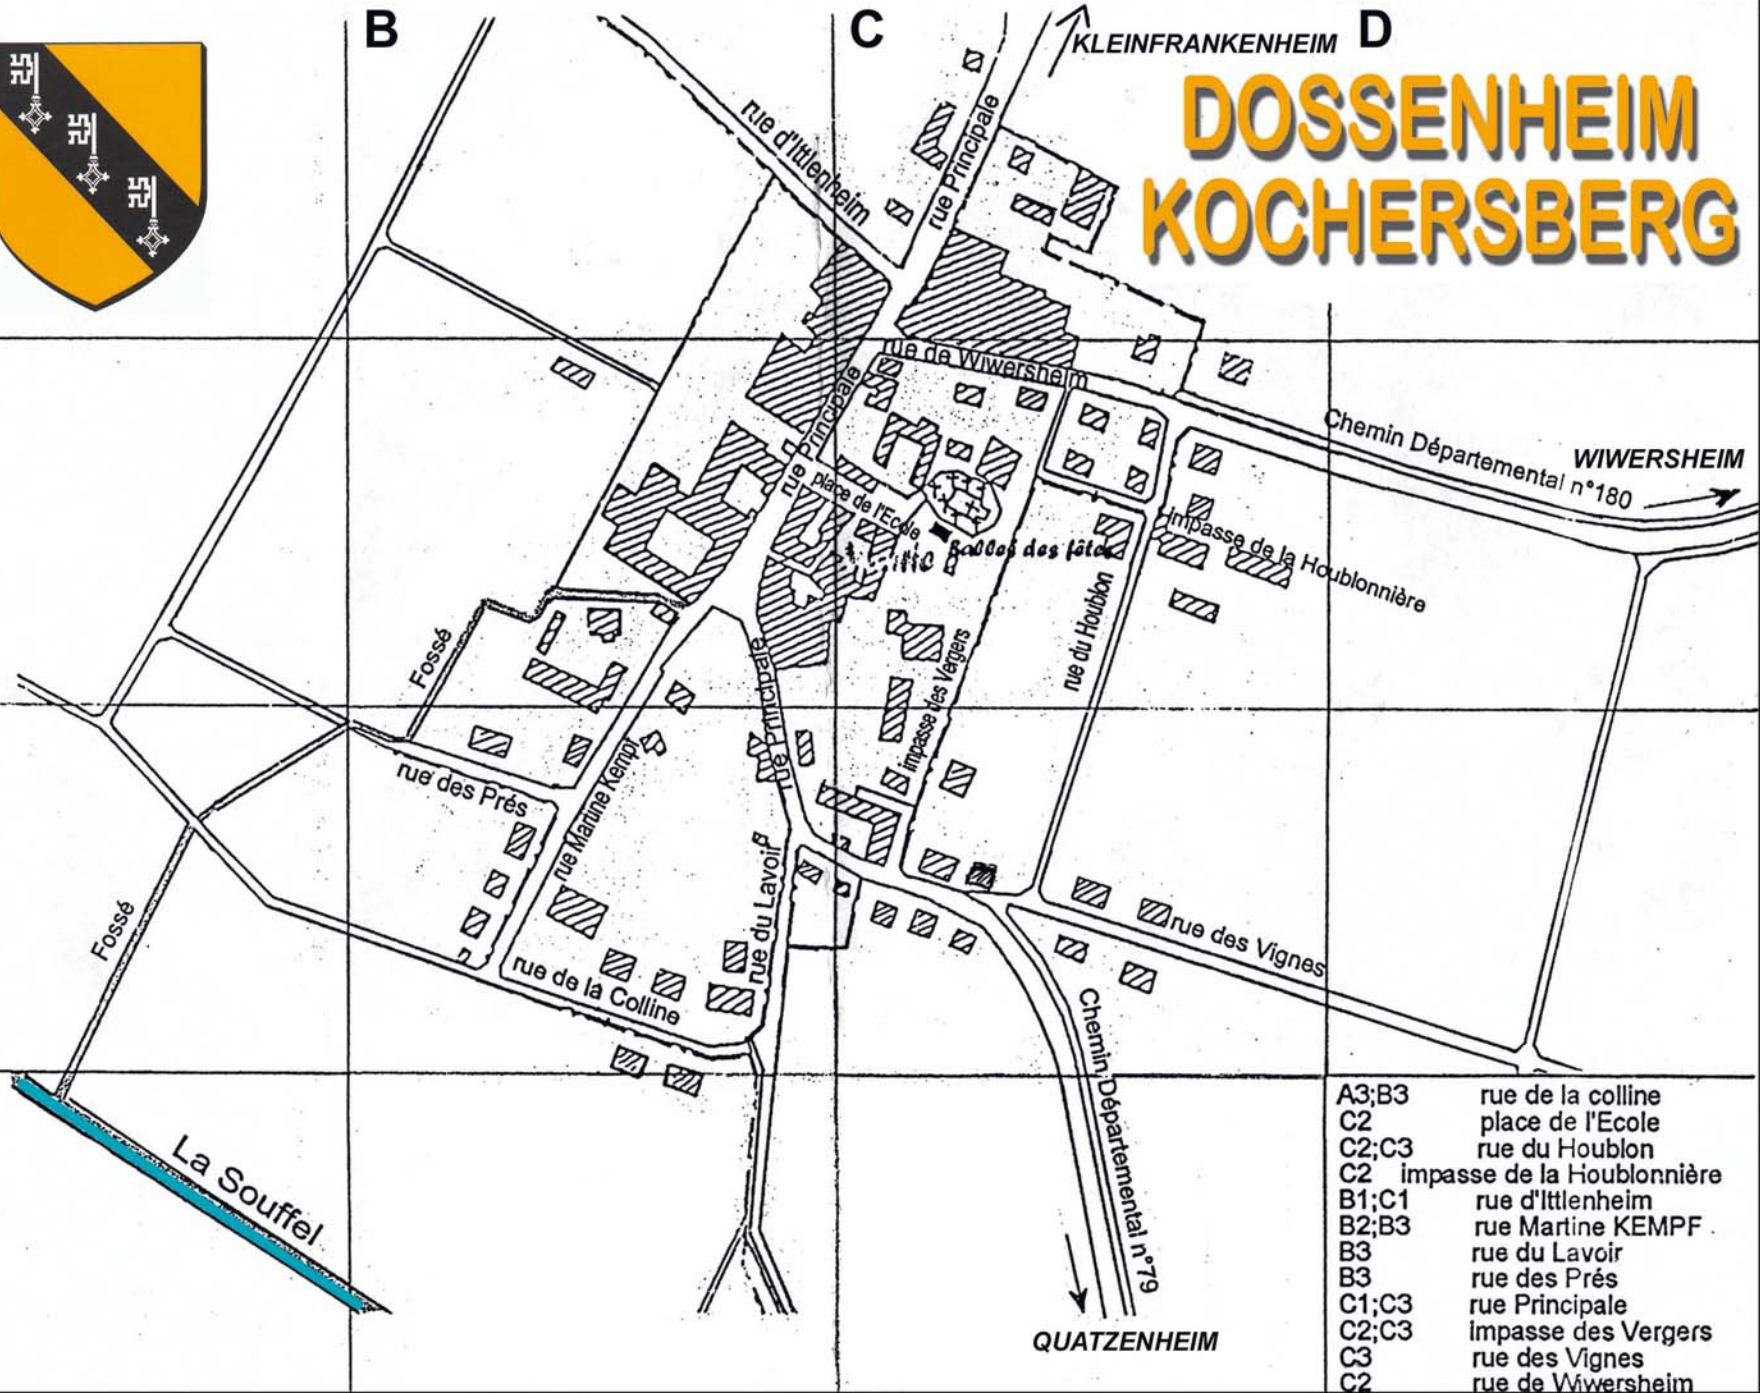 B
C
D
KLEINFRANKENHEIM
DOSSENHEIM
KOCHERSBERG
rue d'Ittlenheim
rue Principale
rue de Wiwersheim
Chemin Départemental n°180
WIWERSHEIM
rue Principale
place de l'Ecole
Salles des fêtes
impasse de la Houblonnière
rue du Houblon
Fossé
rue Principale
impasse des Vergers
rue des Prés
rue Martine Kempf
rue du Lavoir
Fossé
rue de la Colline
rue des Vignes
Chemin Départemental n°79
La Souffel
QUATZENHEIM
A3;B3 rue de la colline
C2 place de l'Ecole
C2;C3 rue du Houblon
C2 impasse de la Houblonnière
B1;C1 rue d'Ittlenheim
B2;B3 rue Martine KEMPF
B3 rue du Lavoir
B3 rue des Prés
C1;C3 rue Principale
C2;C3 impasse des Vergers
C3 rue des Vignes
C2 rue de Wiwersheim